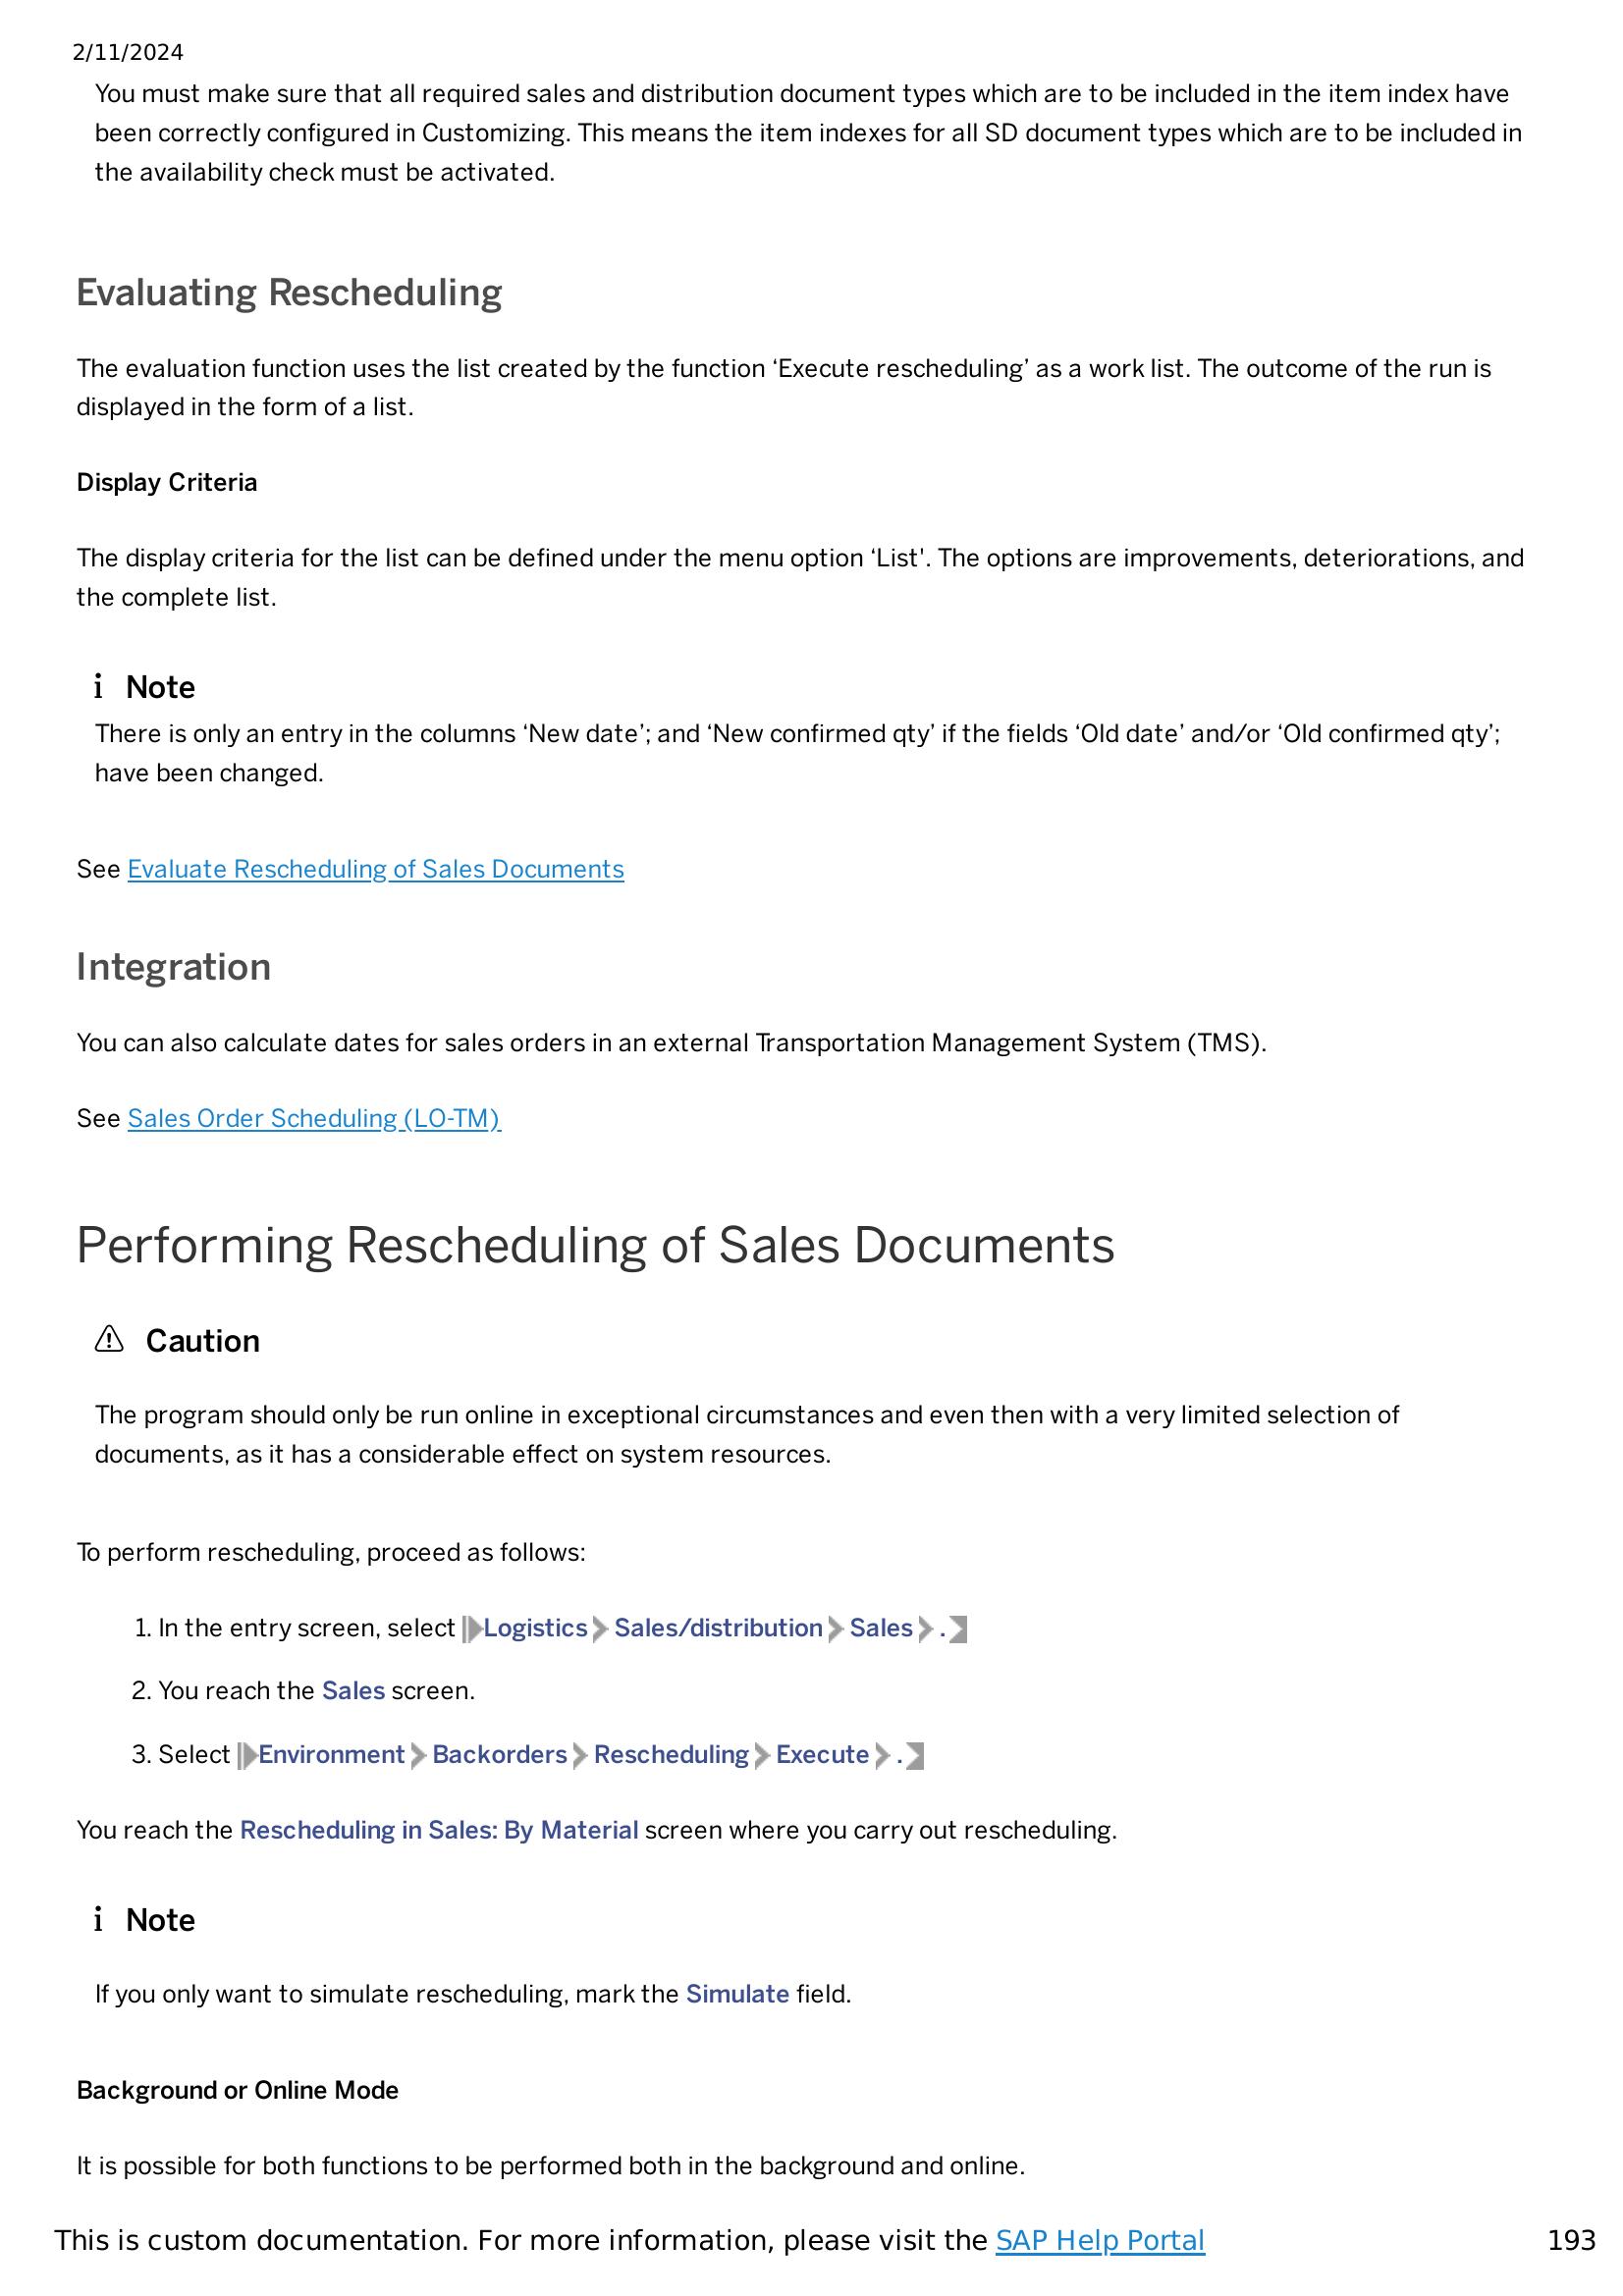 2/11/2024
You must make sure that all required sales and distribution document types which are to be included in the item index have
been correctly configured in Customizing. This means the item indexes for all SD document types which are to be included in
the availability check must be activated.
Evaluating Rescheduling
The evaluation function uses the list created by the function ‘Execute rescheduling’ as a work list. The outcome of the run is
displayed in the form of a list.
Display Criteria
The display criteria for the list can be defined under the menu option ‘List'. The options are improvements, deteriorations, and
the complete list.
i Note
There is only an entry in the columns ‘New date’; and ‘New confirmed qty’ if the fields ‘Old date’ and/or ‘Old confirmed qty’;
have been changed.
See Evaluate Rescheduling of Sales Documents
Integration
You can also calculate dates for sales orders in an external Transportation Management System (TMS).
See Sales Order Scheduling (LO-TM)
Performing Rescheduling of Sales Documents
Caution
The program should only be run online in exceptional circumstances and even then with a very limited selection of
documents, as it has a considerable effect on system resources.
To perform rescheduling, proceed as follows:
1. In the entry screen, select Logistics Sales/distribution Sales .
2. You reach the Sales screen.
3. Select Environment Backorders Rescheduling Execute .
You reach the Rescheduling in Sales: By Material screen where you carry out rescheduling.
i Note
If you only want to simulate rescheduling, mark the Simulate field.
Background or Online Mode
It is possible for both functions to be performed both in the background and online.
This is custom documentation. For more information, please visit the SAP Help Portal 193